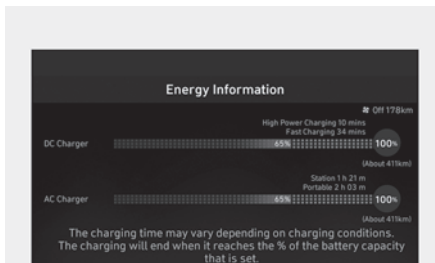 Energy Information
Off 178km
High Power Charging 10 mins
Fast Charging 34 mins
DC Charger 65% 100%
(About 411km)
Station 1 h 21 m
Portable 2 h 03 m
AC Charger 65% 100%
(About 411km)
The charging time may vary depending on charging conditions.
The charging will end when it reaches the % of the battery capacity
that is set.